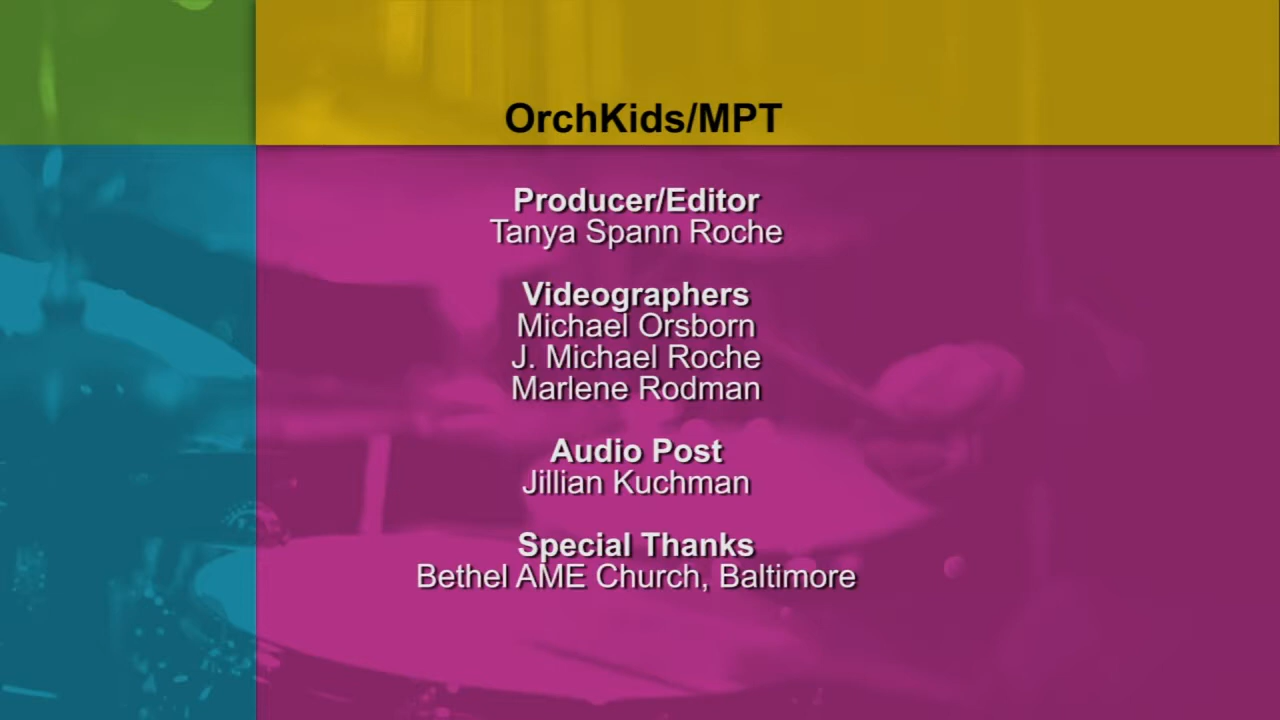 OrchKids/MPT
Producer/Editor
Tanya Spann Roche
Videographers
Michael Orsborn
J. Michael Roche
Marlene Rodman
Audio Post
Jillian Kuchman
Special Thanks
Bethel AME Church, Baltimore